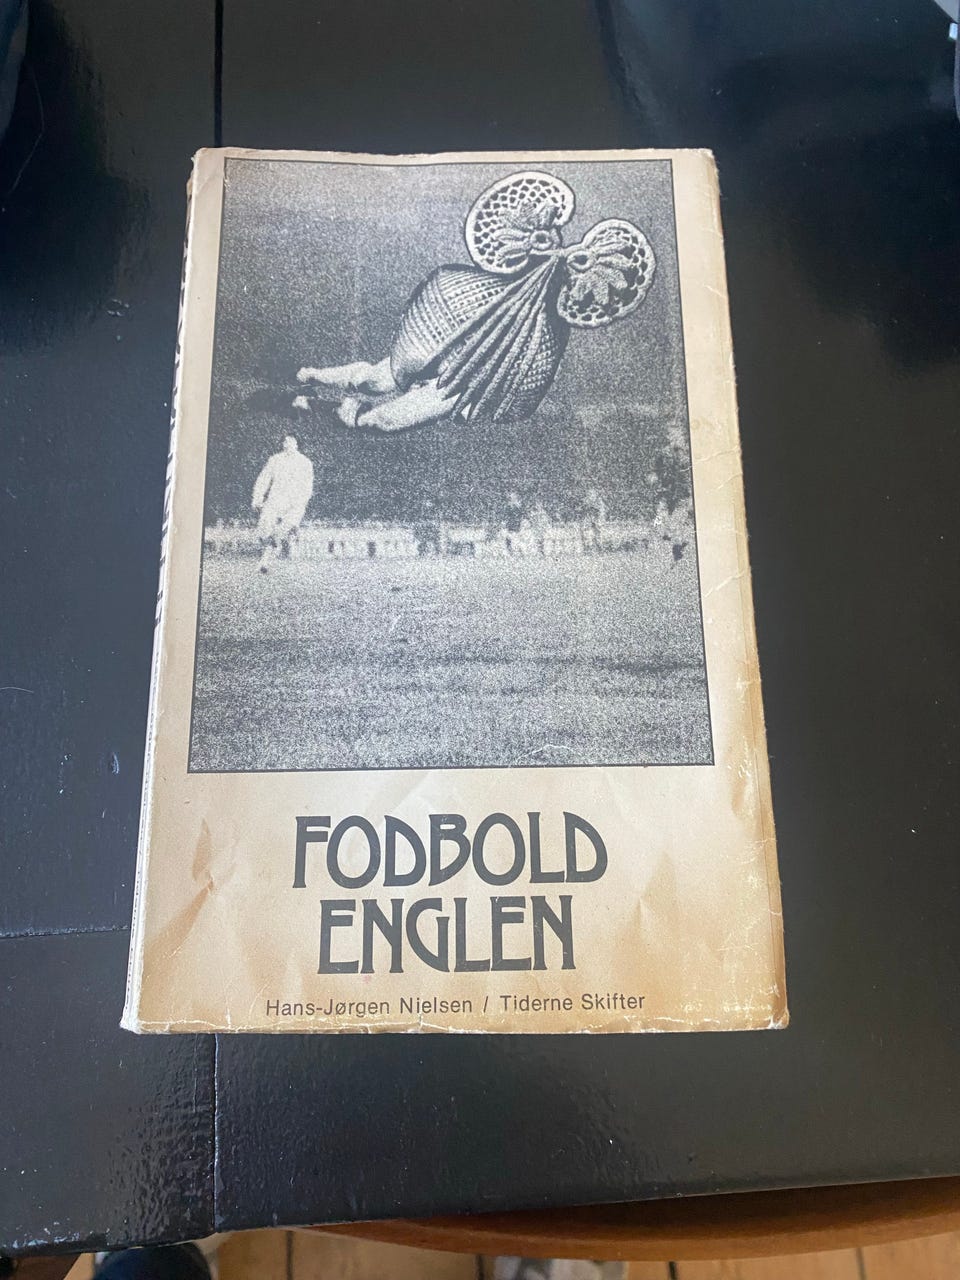 FODBOLD
ENGLEN
Hans-Jørgen Nielsen / Tiderne Skifter